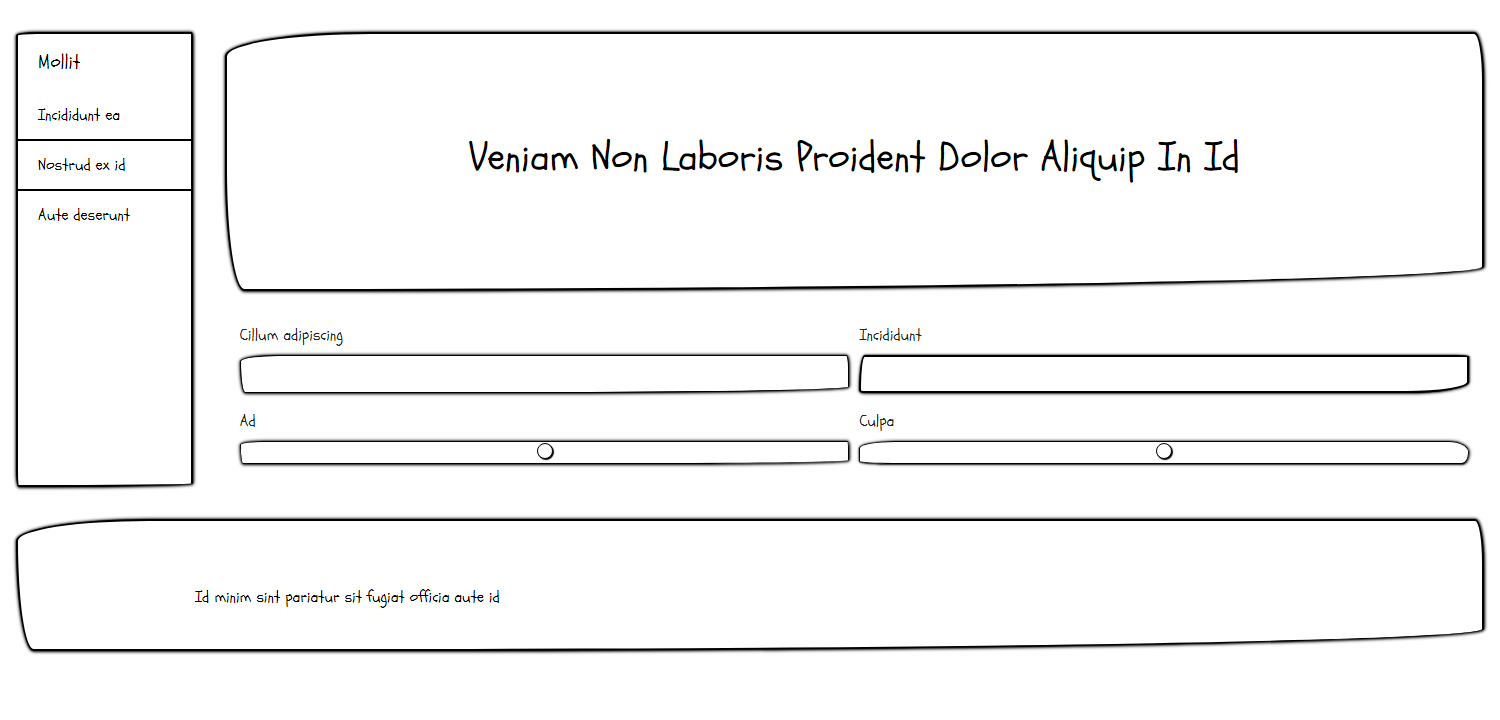 Mollit
Incididunt ea
Nostrud ex id
Aute deserunt
Veniam Non Laboris Proident Dolor Aliquip In Id
Cillum adipiscing
Incididunt
Ad
Culpa
Id minim sint pariatur sit fugiat officia aute id